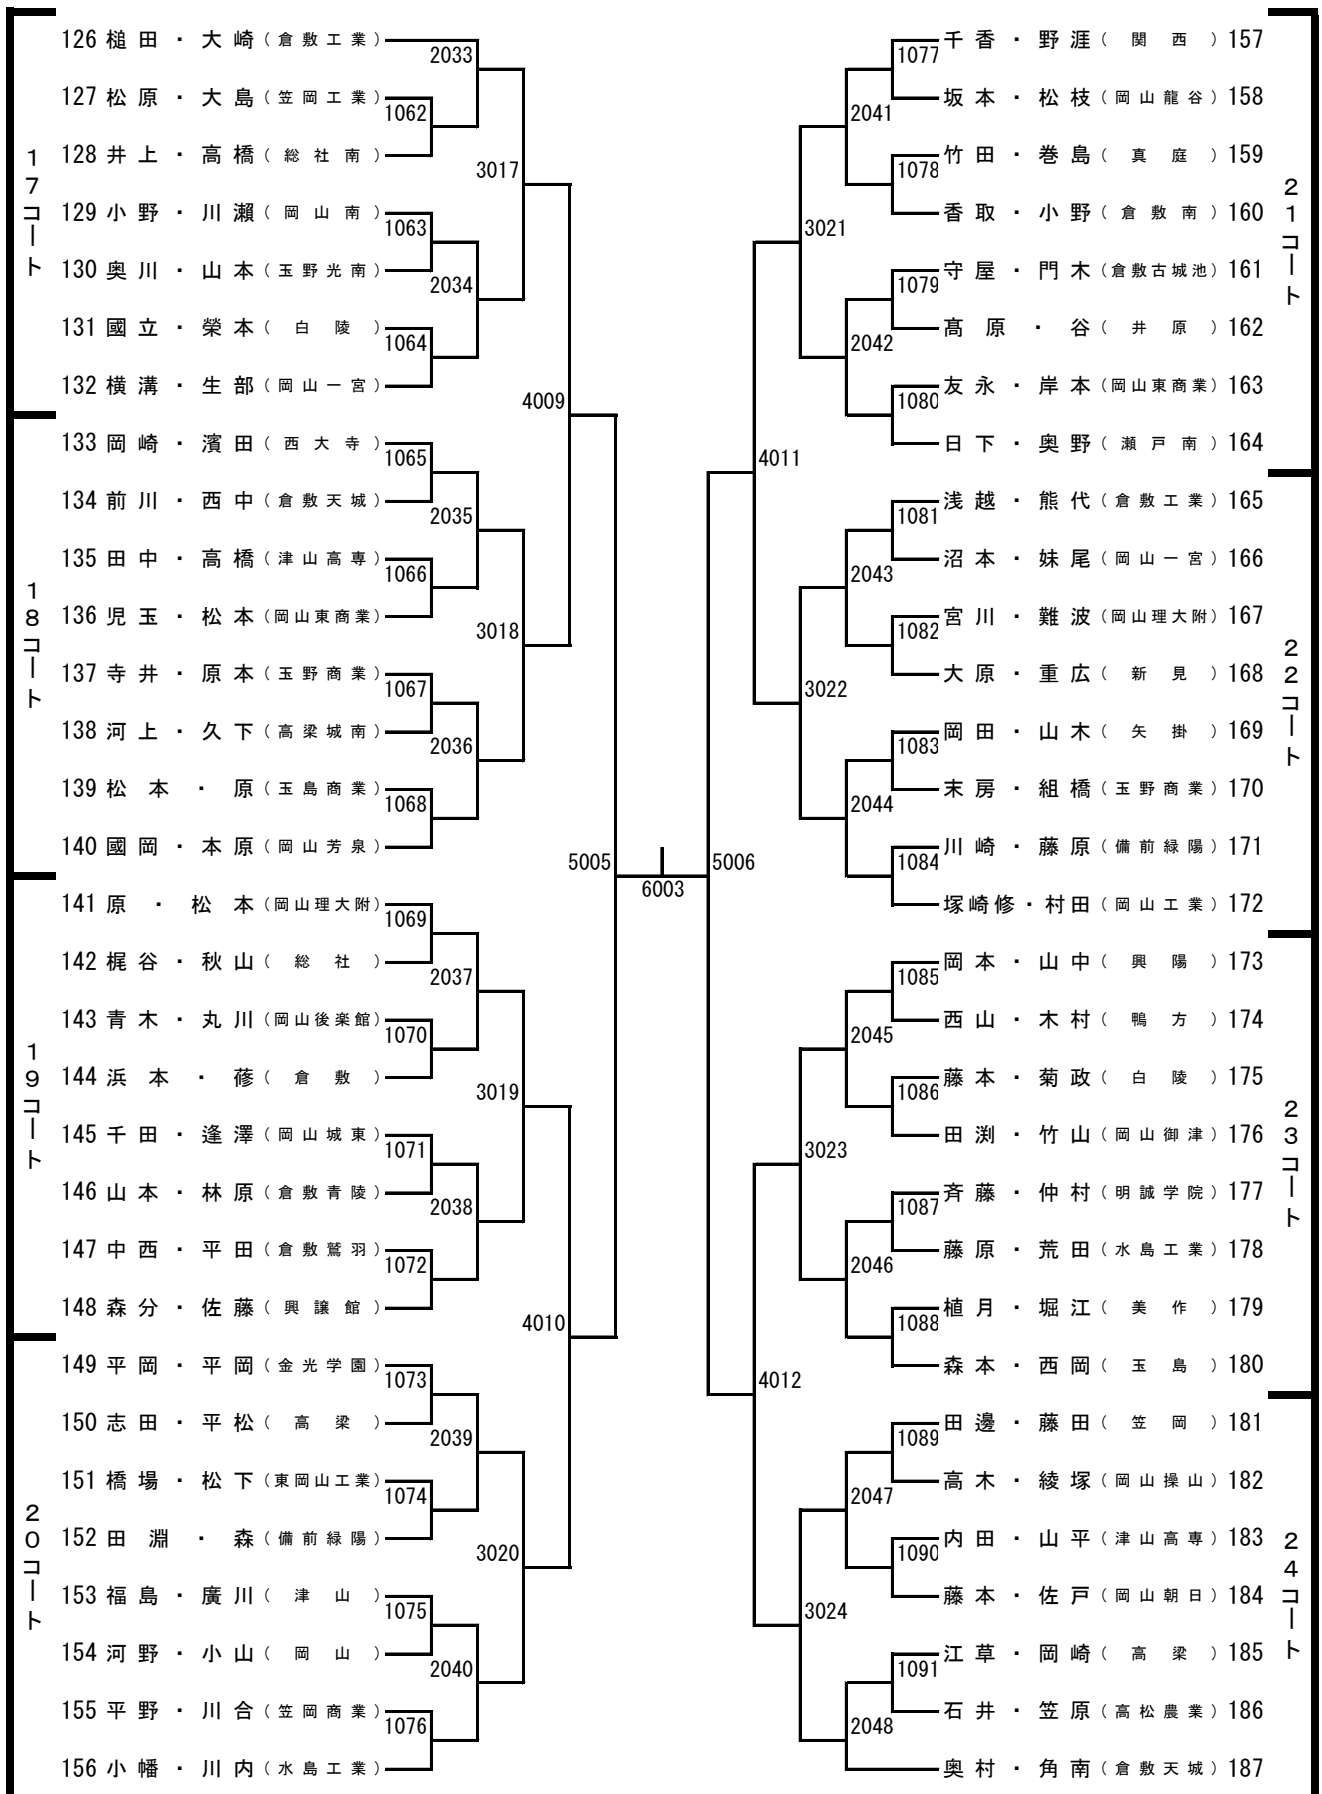 17コート
126 槌田・大崎（倉敷工業）
2033
127 松原・大島（笠岡工業）
1062
128 井上・高橋（総社南）
3017
129 小野・川瀬（岡山南）
1063
130 奥川・山本（玉野光南）
2034
131 國立・榮本（白陵）
1064
132 横溝・生部（岡山一宮）
4009
18コート
133 岡崎・濱田（西大寺）
1065
134 前川・西中（倉敷天城）
2035
135 田中・高橋（津山高専）
1066
136 児玉・松本（岡山東商業）
3018
137 寺井・原本（玉野商業）
1067
138 河上・久下（高梁城南）
2036
139 松本・原（玉島商業）
1068
140 國岡・本原（岡山芳泉）
5005
19コート
141 原・松本（岡山理大附）
1069
142 梶谷・秋山（総社）
2037
143 青木・丸川（岡山後楽館）
1070
144 浜本・蓚（倉敷）
3019
145 千田・逢澤（岡山城東）
1071
146 山本・林原（倉敷青陵）
2038
147 中西・平田（倉敷鷲羽）
1072
148 森分・佐藤（興譲館）
4010
20コート
149 平岡・平岡（金光学園）
1073
150 志田・平松（高梁）
2039
151 橋場・松下（東岡山工業）
1074
152 田淵・森（備前緑陽）
3020
153 福島・廣川（津山）
1075
154 河野・小山（岡山）
2040
155 平野・川合（笠岡商業）
1076
156 小幡・川内（水島工業）
6003
21コート
千香・野涯（関西）157
1077
坂本・松枝（岡山龍谷）158
2041
竹田・巻島（真庭）159
1078
香取・小野（倉敷南）160
3021
守屋・門木（倉敷古城池）161
1079
髙原・谷（井原）162
2042
友永・岸本（岡山東商業）163
1080
日下・奥野（瀬戸南）164
4011
22コート
浅越・熊代（倉敷工業）165
1081
沼本・妹尾（岡山一宮）166
2043
宮川・難波（岡山理大附）167
1082
大原・重広（新見）168
3022
岡田・山木（矢掛）169
1083
末房・組橋（玉野商業）170
2044
川崎・藤原（備前緑陽）171
1084
塚崎修・村田（岡山工業）172
5006
23コート
岡本・山中（興陽）173
1085
西山・木村（鴨方）174
2045
藤本・菊政（白陵）175
1086
田渕・竹山（岡山御津）176
3023
斉藤・仲村（明誠学院）177
1087
藤原・荒田（水島工業）178
2046
植月・堀江（美作）179
1088
森本・西岡（玉島）180
4012
24コート
田邊・藤田（笠岡）181
1089
高木・綾塚（岡山操山）182
2047
内田・山平（津山高専）183
1090
藤本・佐戸（岡山朝日）184
3024
江草・岡崎（高梁）185
1091
石井・笠原（高松農業）186
2048
奥村・角南（倉敷天城）187